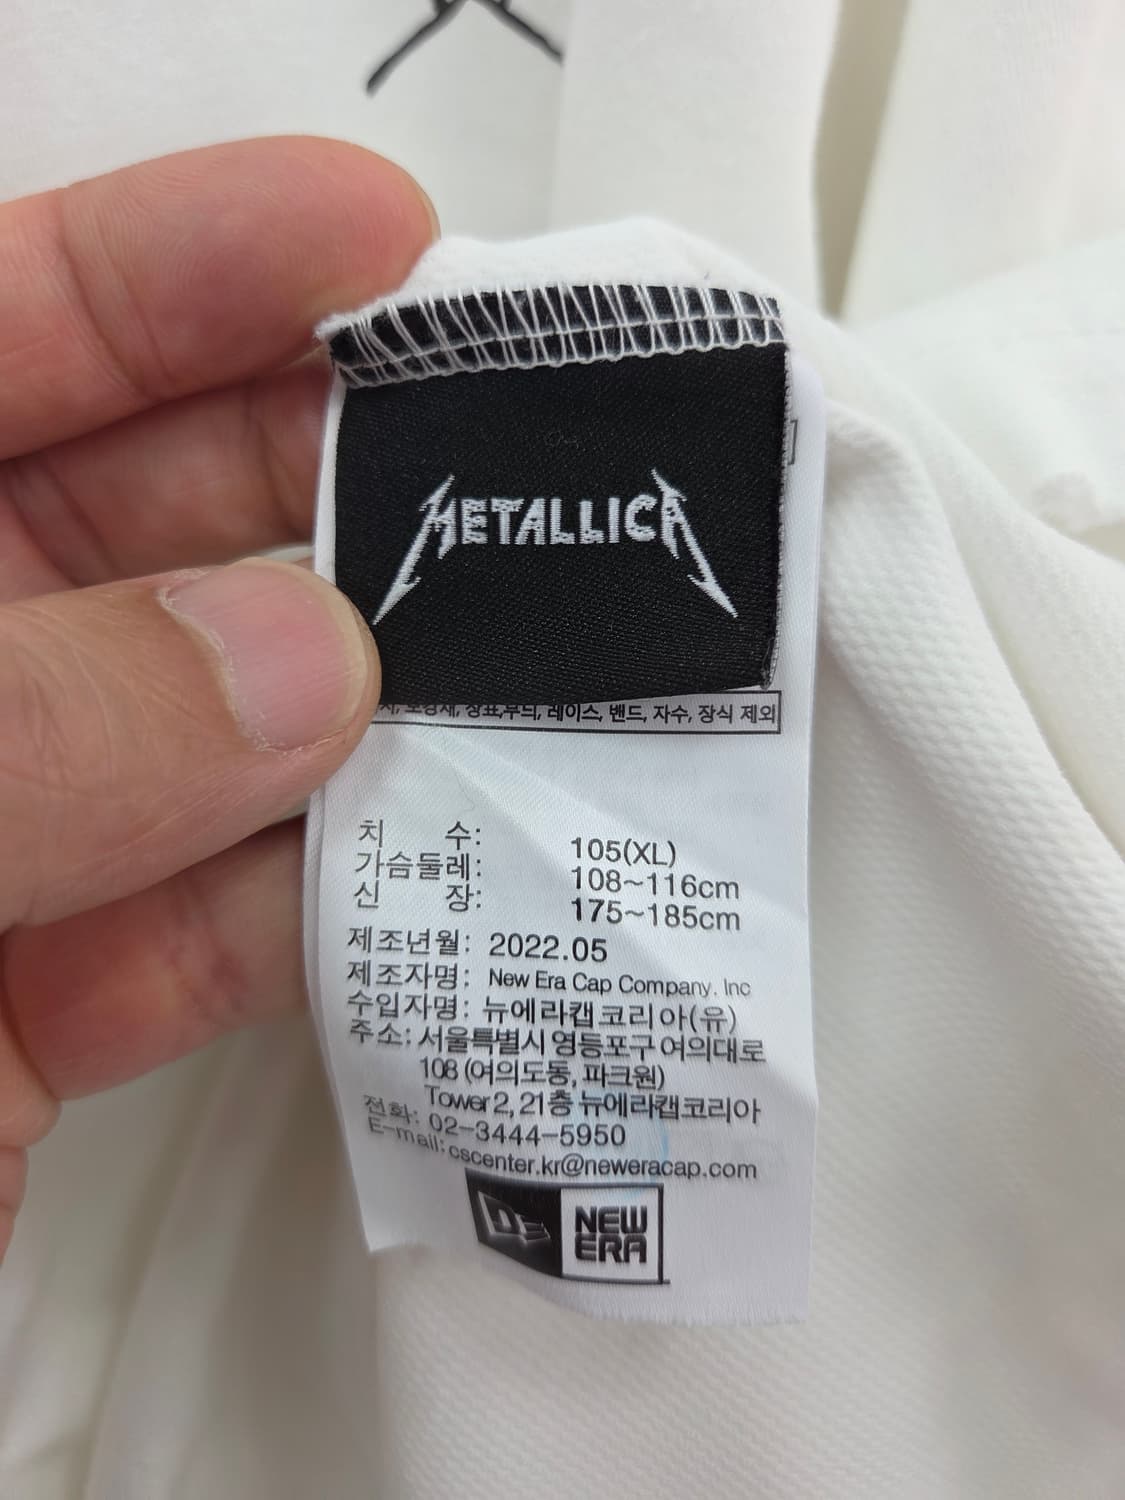 METALLICA
상표, 레이스, 밴드, 자수, 장식 제외
치 수: 105(XL)
가슴둘레: 108~116cm
신 장: 175~185cm
제조년월: 2022.05
제조자명: New Era Cap Company. Inc
수입자명: 뉴에라캡코리아(유)
주소: 서울특별시 영등포구 여의대로
108 (여의도동, 파크원)
Tower 2, 21층 뉴에라캡코리아
전화: 02-3444-5950
E-mail: cscenter.kr@neweracap.com
NEW
ERA